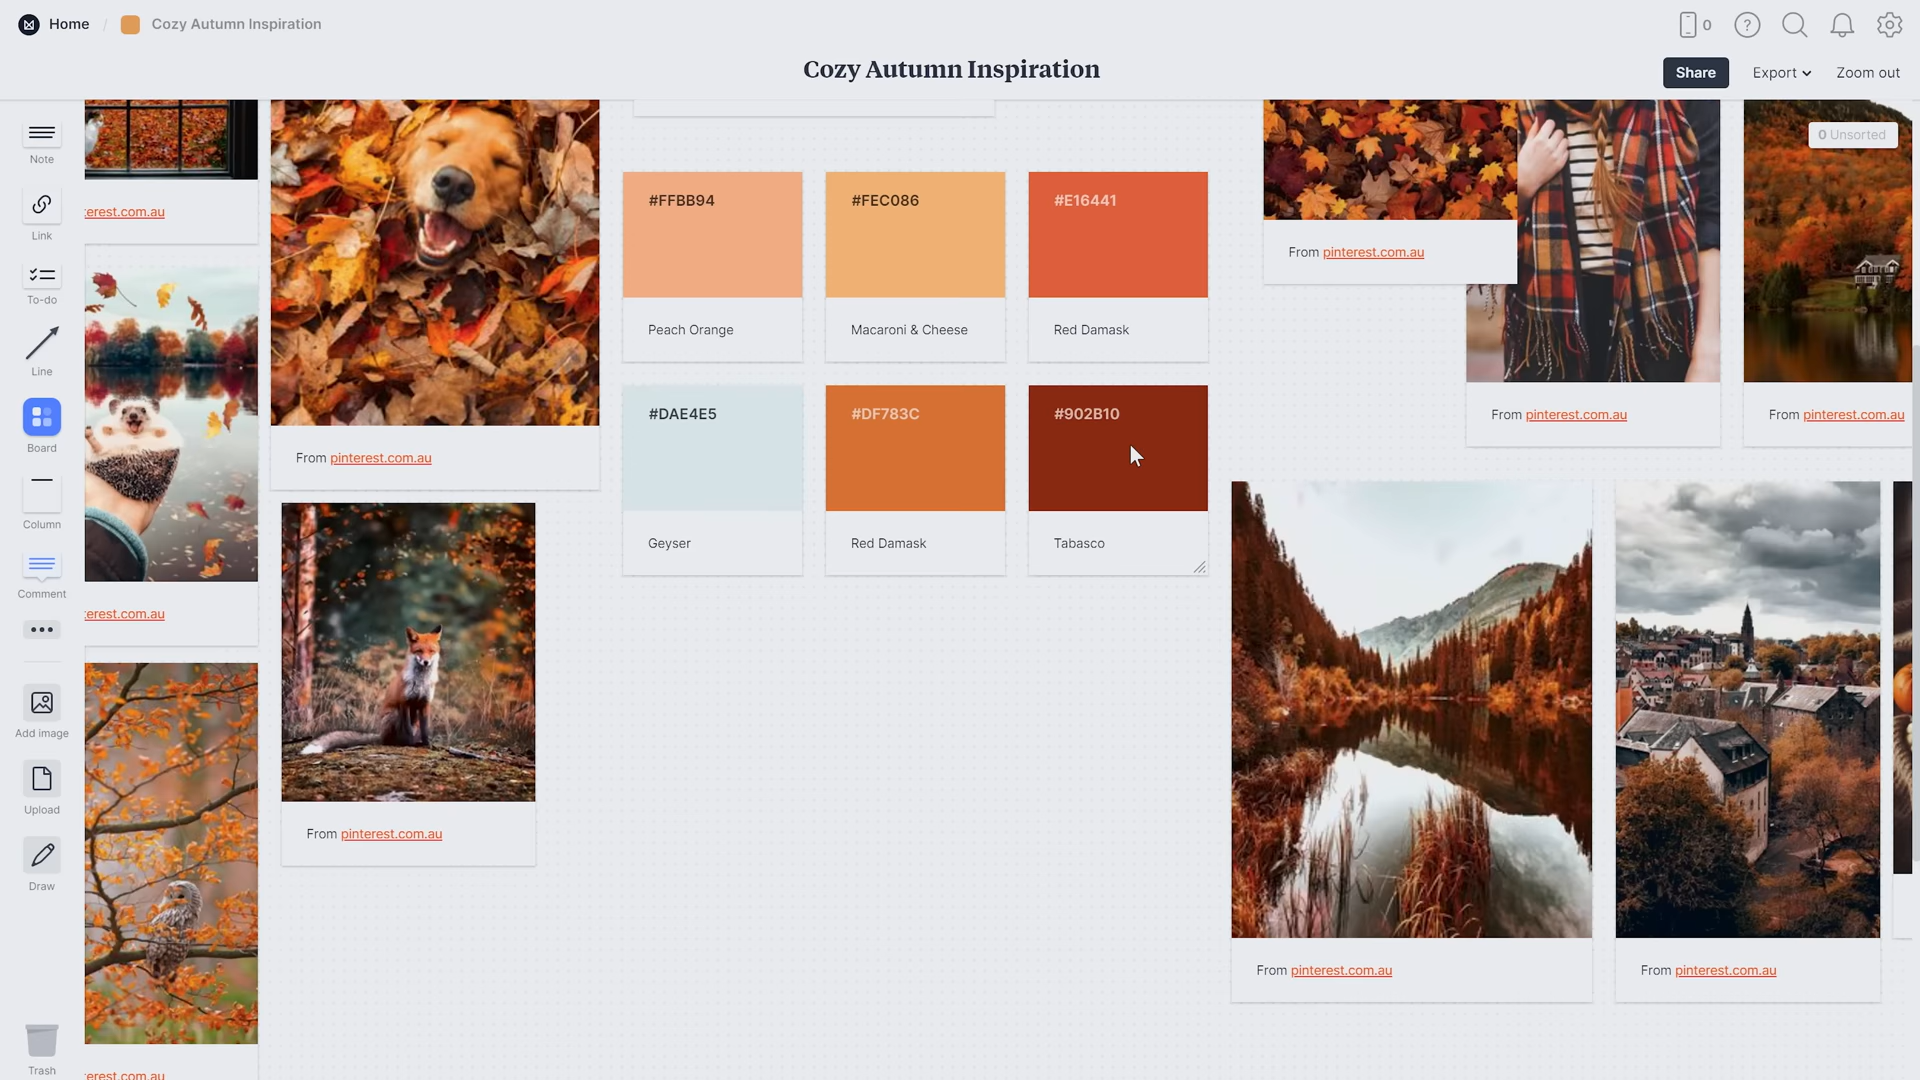 Home / Cozy Autumn Inspiration
0
Cozy Autumn Inspiration
Share
Export
Zoom out
0 Unsorted
Note
Link
To-do
Line
Board
Column
Comment
Add image
Upload
Draw
Trash
erest.com.au
erest.com.au
erest.com.au
From pinterest.com.au
From pinterest.com.au
#FFBB94
Peach Orange
#FEC086
Macaroni & Cheese
#E16441
Red Damask
#DAE4E5
Geyser
#DF783C
Red Damask
#902B10
Tabasco
From pinterest.com.au
From pinterest.com.au
From pinterest.com.au
From pinterest.com.au
From pinterest.com.au